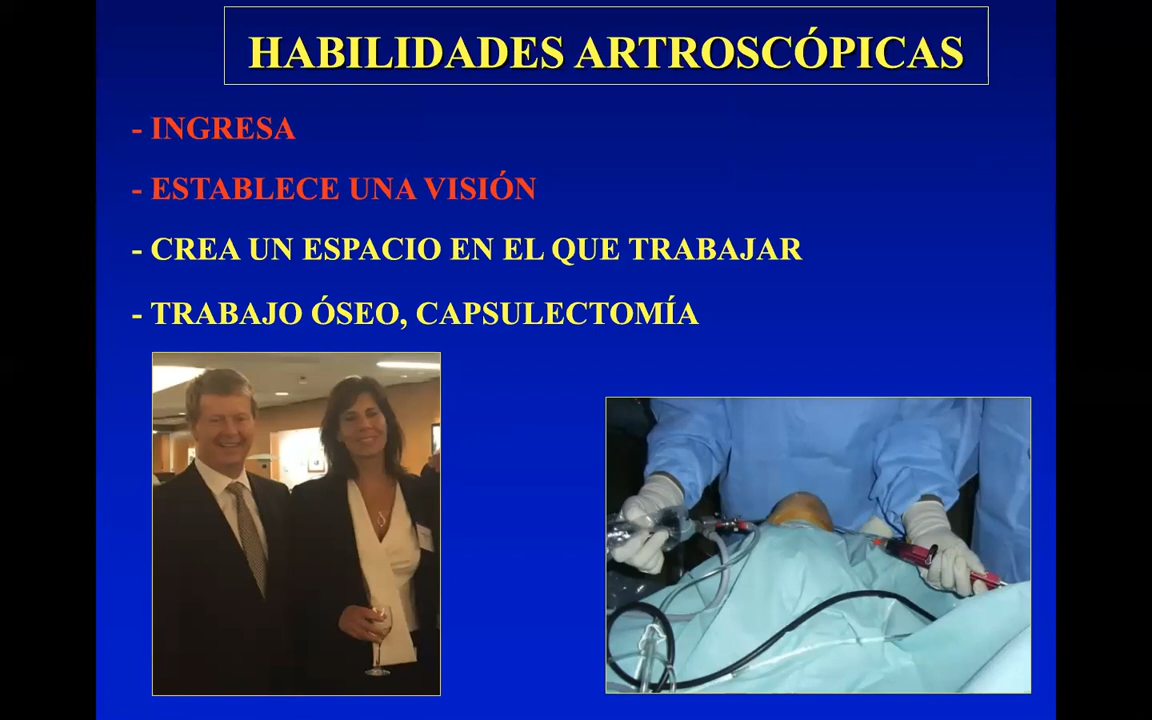 HABILIDADES ARTROSCÓPICAS
- INGRESA
- ESTABLECE UNA VISIÓN
- CREA UN ESPACIO EN EL QUE TRABAJAR
- TRABAJO ÓSEO, CAPSULECTOMÍA